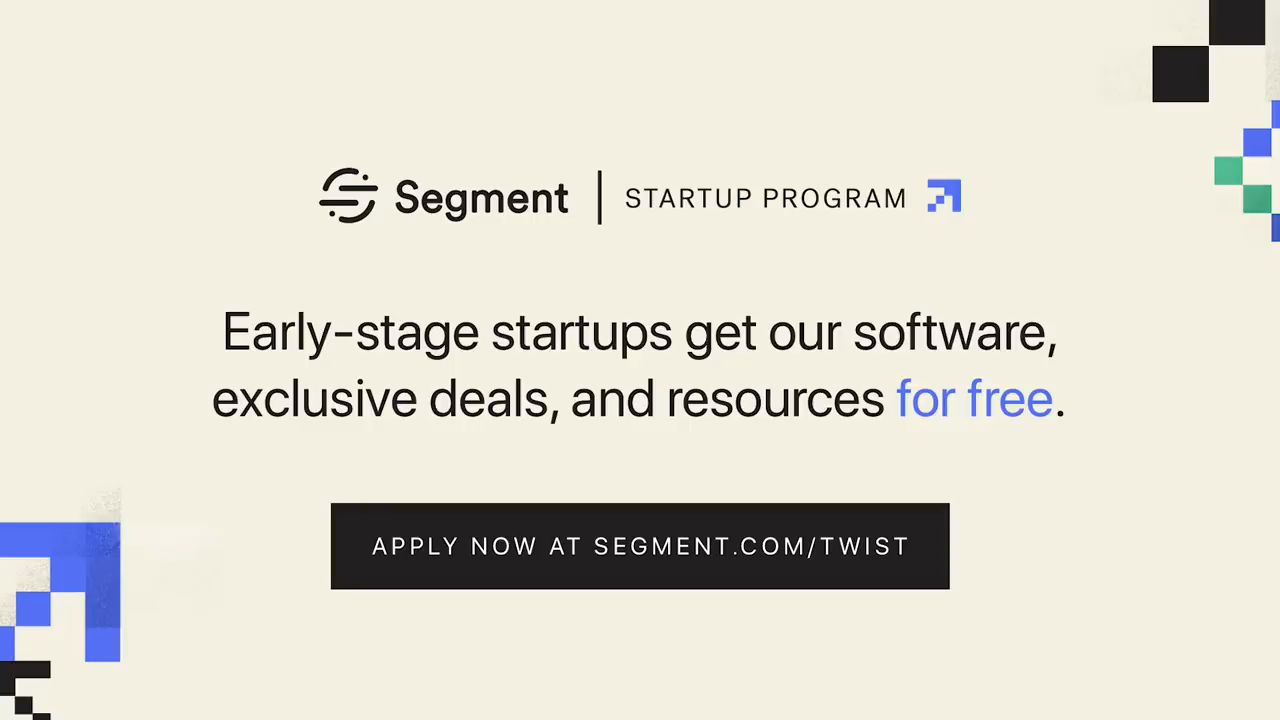 Segment | STARTUP PROGRAM
Early-stage startups get our software,
exclusive deals, and resources for free.
APPLY NOW AT SEGMENT.COM/TWIST